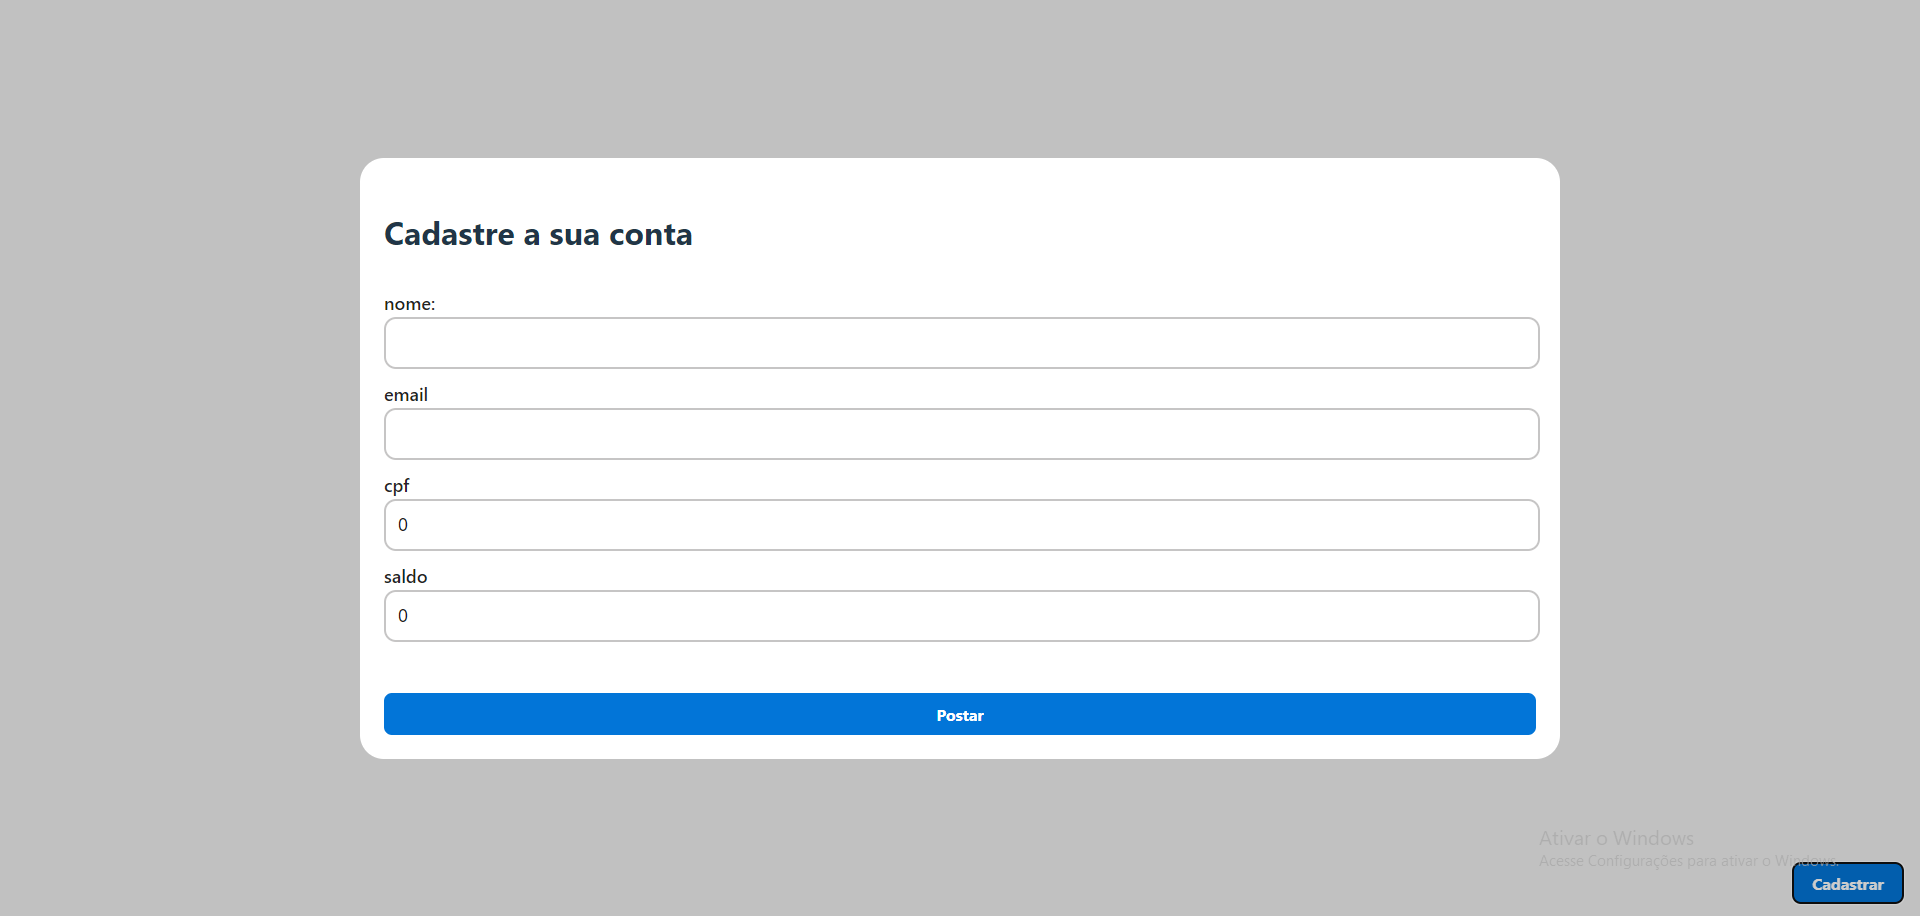 Cadastre a sua conta
nome:
email
cpf
0
saldo
0
Postar
Ativar o Windows
Acesse Configurações para ativar o Windows.
Cadastrar